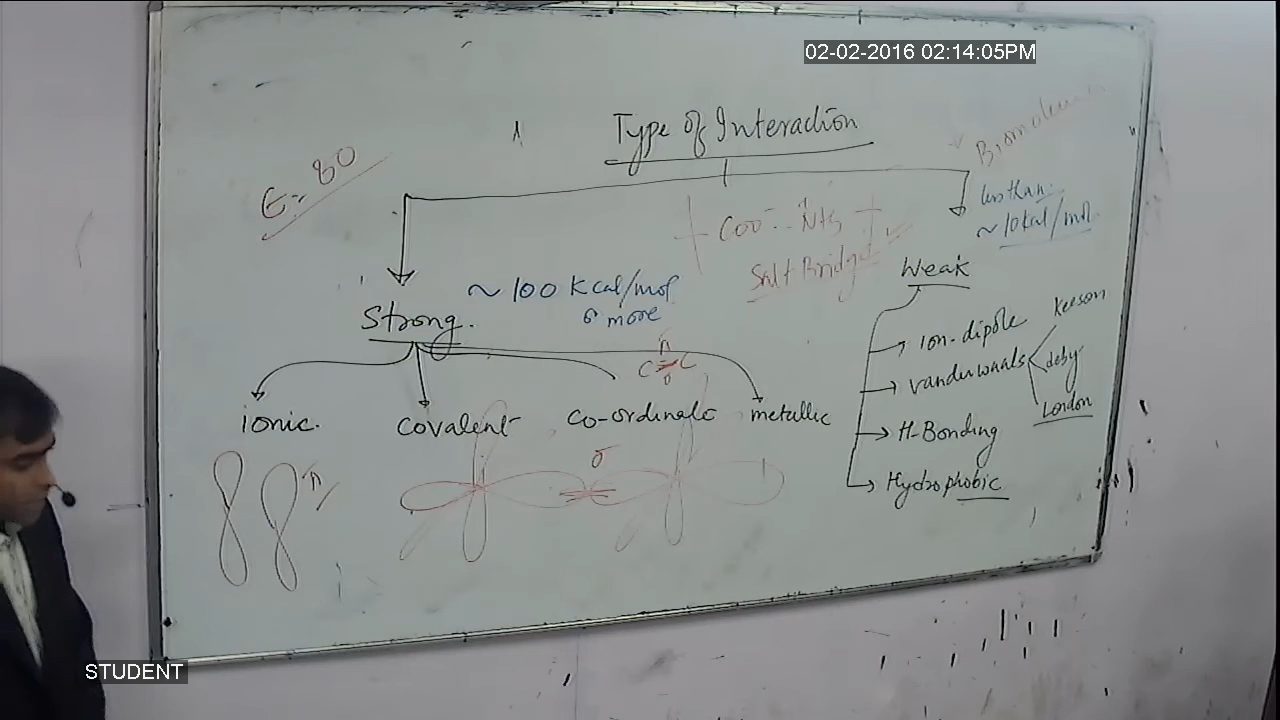 02-02-2016 02:14:05PM
Type of Interaction
E = 80
less than
~ 10 kcal/mol
COO⁻ -- N⁺H3
Salt Bridge
Strong.
~ 100 Kcal/mol
or more
Weak
ionic.
covalent
co-ordinate
metallic
C=C
π
σ
ion-dipole
vanderwaals
Keeson
deby
London
H-Bonding
Hydrophobic
σ
π
STUDENT